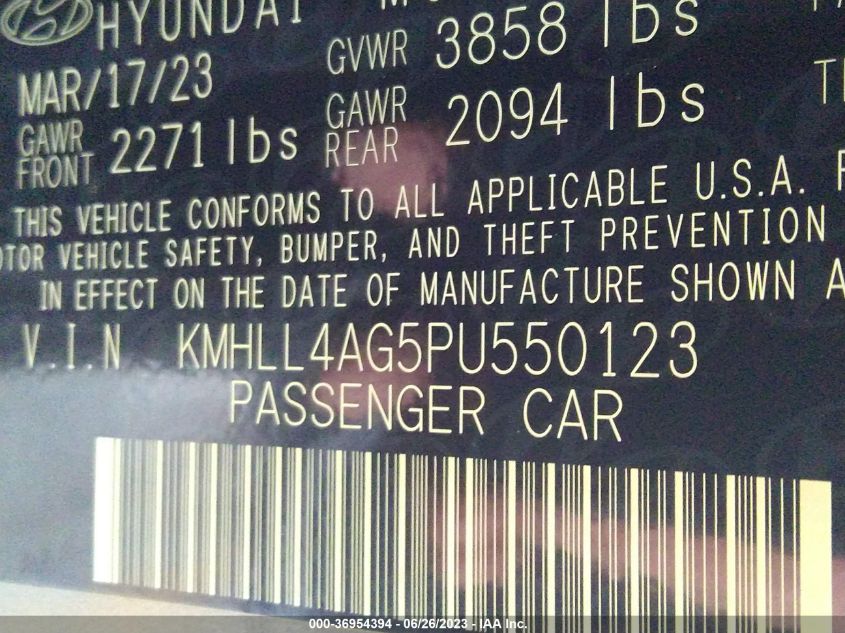 HYUNDAI
MAR/17/23 GVWR 3858 lbs
GAWR FRONT 2271 lbs GAWR REAR 2094 lbs
THIS VEHICLE CONFORMS TO ALL APPLICABLE U.S.A.
VEHICLE SAFETY, BUMPER, AND THEFT PREVENTION
IN EFFECT ON THE DATE OF MANUFACTURE SHOWN
V.I.N KMHLL4AG5PU550123
PASSENGER CAR
000-36954394 - 06/26/2023 - IAA Inc.